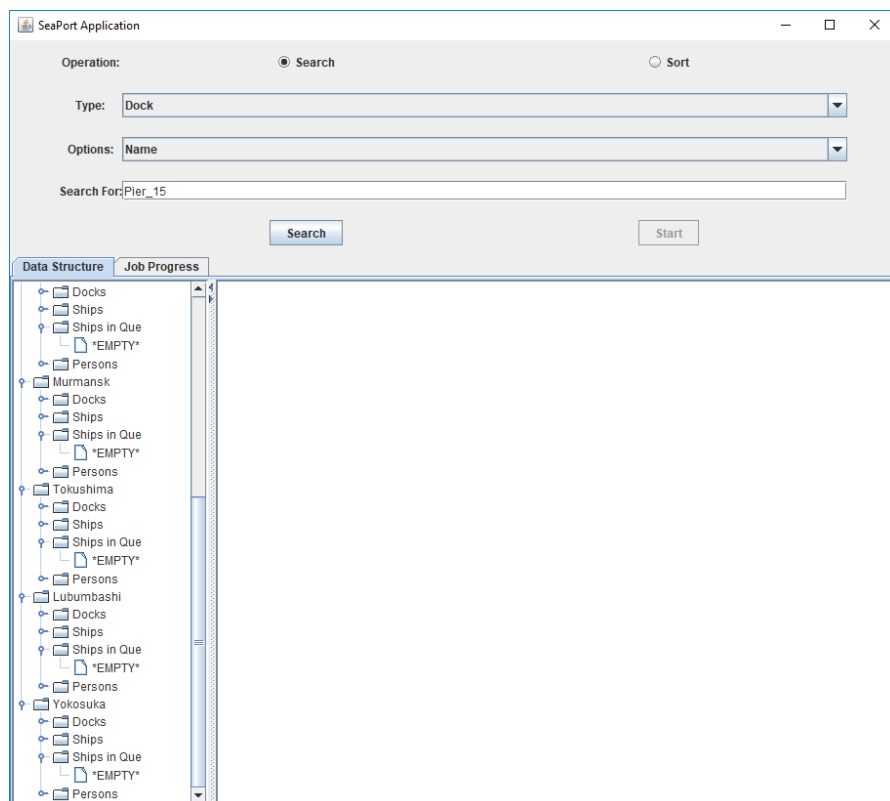 SeaPort Application
Operation: Search Sort
Type: Dock
Options: Name
Search For: Pier_15
Search Start
Data Structure Job Progress
Docks
Ships
Ships in Que
*EMPTY*
Persons
Murmansk
Docks
Ships
Ships in Que
*EMPTY*
Persons
Tokushima
Docks
Ships
Ships in Que
*EMPTY*
Persons
Lubumbashi
Docks
Ships
Ships in Que
*EMPTY*
Persons
Yokosuka
Docks
Ships
Ships in Que
*EMPTY*
Persons